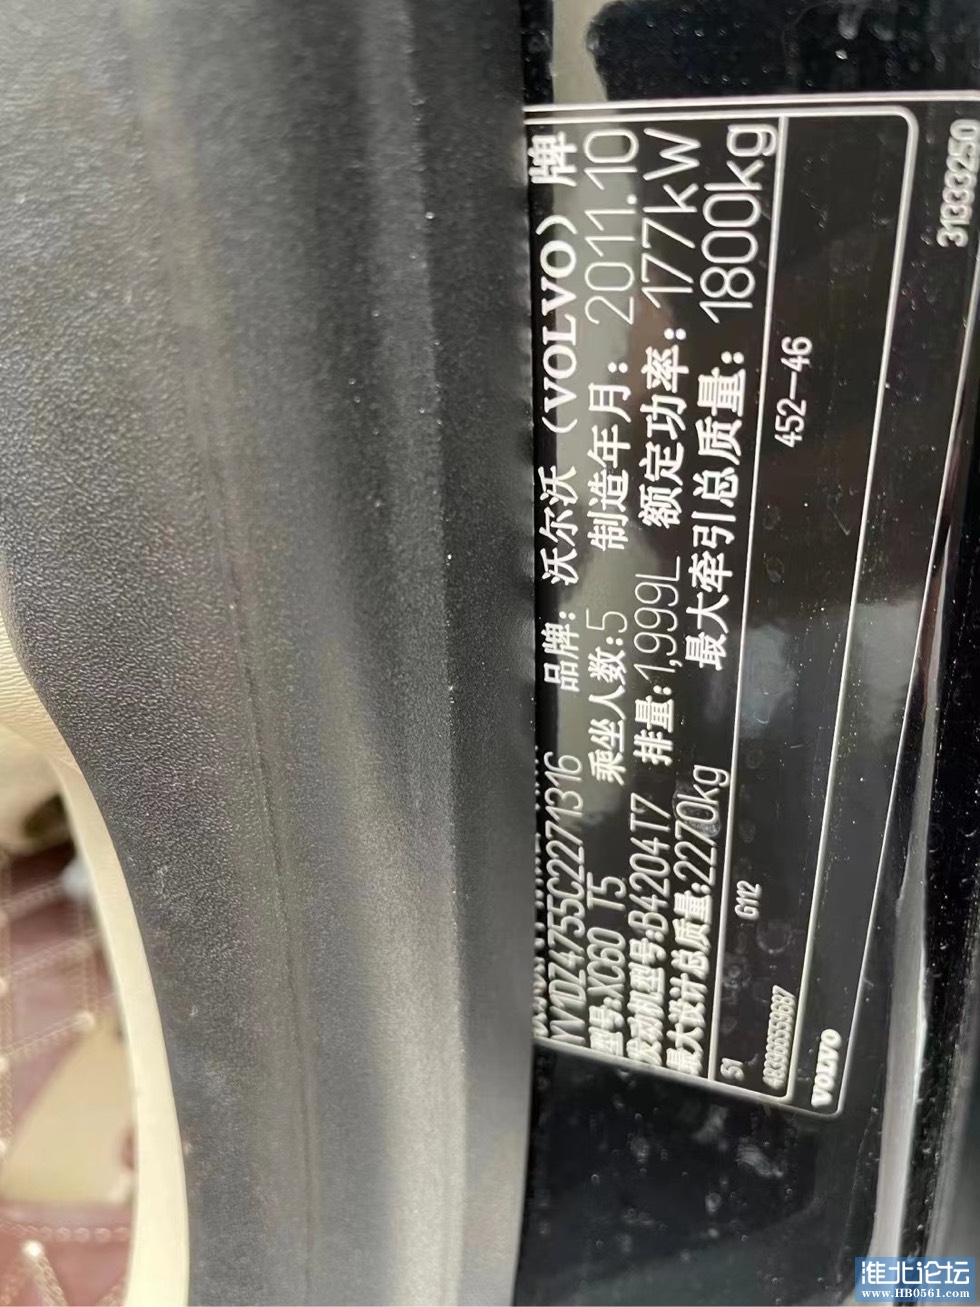 YV1DZ4755C2271316 品牌：沃尔沃（VOLVO）牌
型号:XC60 T5 乘坐人数:5 制造年月：2011.10
发动机型号:B4204T7 排量:1,999L 额定功率：177kW
最大设计总质量:2270kg 最大牵引总质量：1800kg
51 G112 452-46
48396655968?
VOLVO
31333250
淮北论坛
www.HB0561.com